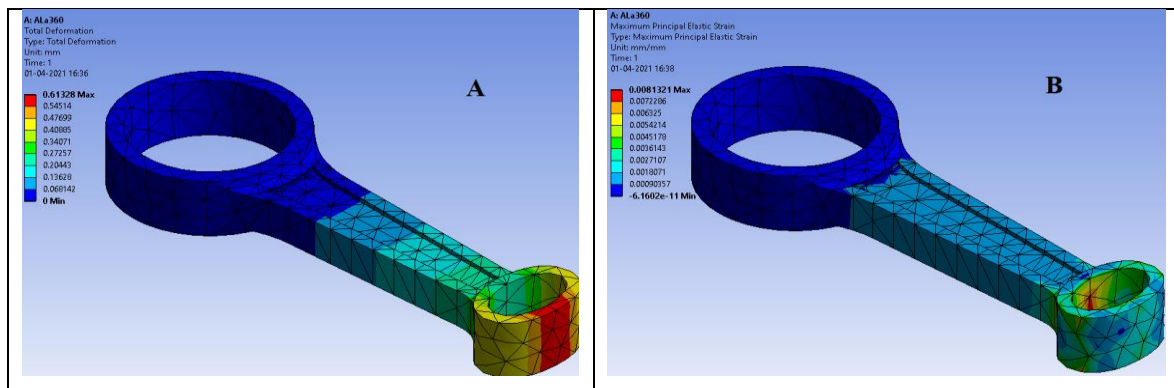 A: ALa360
Total Deformation
Type: Total Deformation
Unit: mm
Time: 1
01-04-2021 16:36
0.61328 Max
0.54514
0.47699
0.40885
0.34071
0.27257
0.20443
0.13628
0.068142
0 Min
A
A: ALa360
Maximum Principal Elastic Strain
Type: Maximum Principal Elastic Strain
Unit: mm/mm
Time: 1
01-04-2021 16:38
0.0081321 Max
0.0072286
0.006325
0.0054214
0.0045178
0.0036143
0.0027107
0.0018071
0.00090357
-6.1602e-11 Min
B